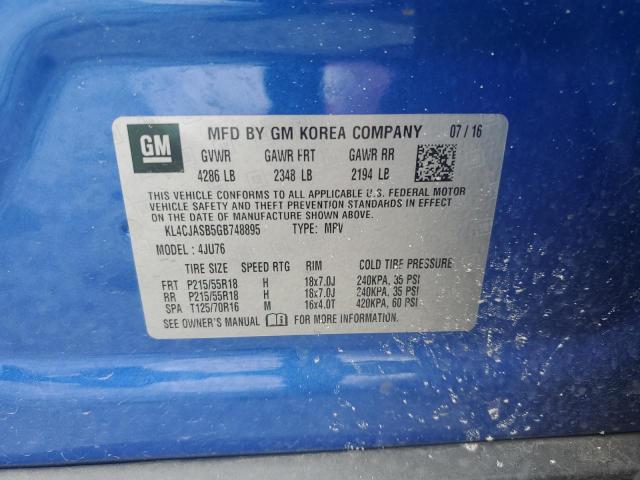 GM
MFD BY GM KOREA COMPANY 07/16
GVWR GAWR FRT GAWR RR
4286 LB 2348 LB 2194 LB
THIS VEHICLE CONFORMS TO ALL APPLICABLE U.S. FEDERAL MOTOR
VEHICLE SAFETY AND THEFT PREVENTION STANDARDS IN EFFECT
ON THE DATE OF MANUFACTURE SHOWN ABOVE.
KL4CJASB5GB748895 TYPE: MPV
MODEL: 4JU76
TIRE SIZE SPEED RTG RIM COLD TIRE PRESSURE
FRT P215/55R18 H 18x7.0J 240KPA, 35 PSI
RR P215/55R18 H 18x7.0J 240KPA, 35 PSI
SPA T125/70R16 M 16x4.0T 420KPA, 60 PSI
SEE OWNER'S MANUAL FOR MORE INFORMATION.